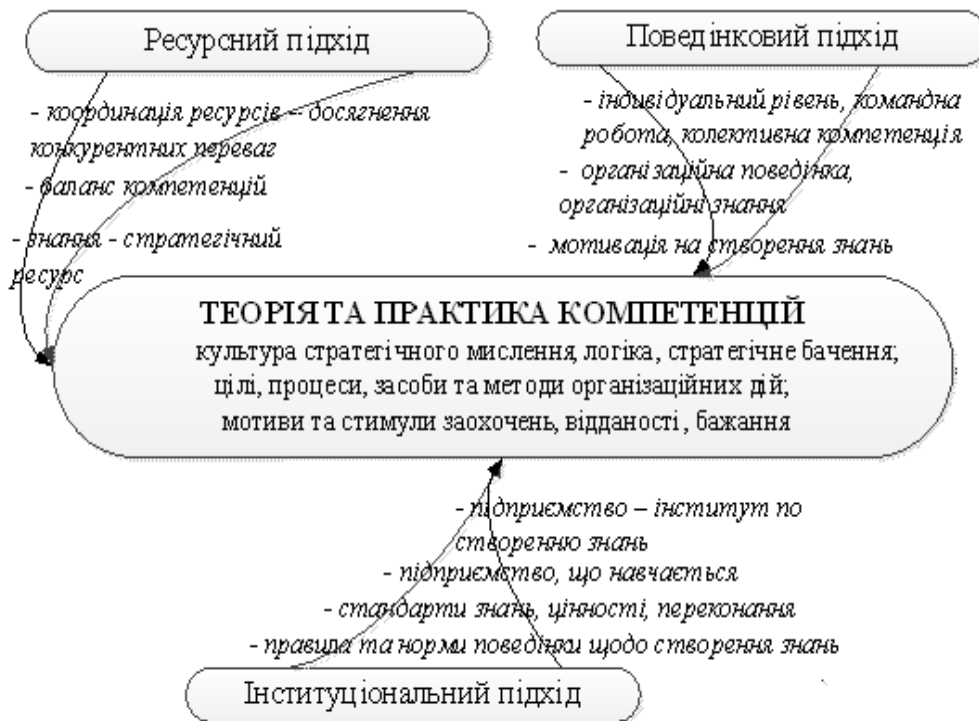 Ресурсний підхід
- координація ресурсів – досягнення
конкурентних переваг
- баланс компетенцій
- знання - стратегічний
ресурс
Поведінковий підхід
- індивідуальний рівень, командна
робота, колективна компетенція
- організаційна поведінка,
організаційні знання
- мотивація на створення знань
ТЕОРІЯ ТА ПРАКТИКА КОМПЕТЕНЦІЙ
культура стратегічного мислення, логіка, стратегічне бачення;
цілі, процеси, засоби та методи організаційних дій;
мотиви та стимули заохочень, відданості, бажання
- підприємство – інститут по
створенню знань
- підприємство, що навчається
- стандарти знань, цінності, переконання
- правила та норми поведінки щодо створення знань
Інституціональний підхід